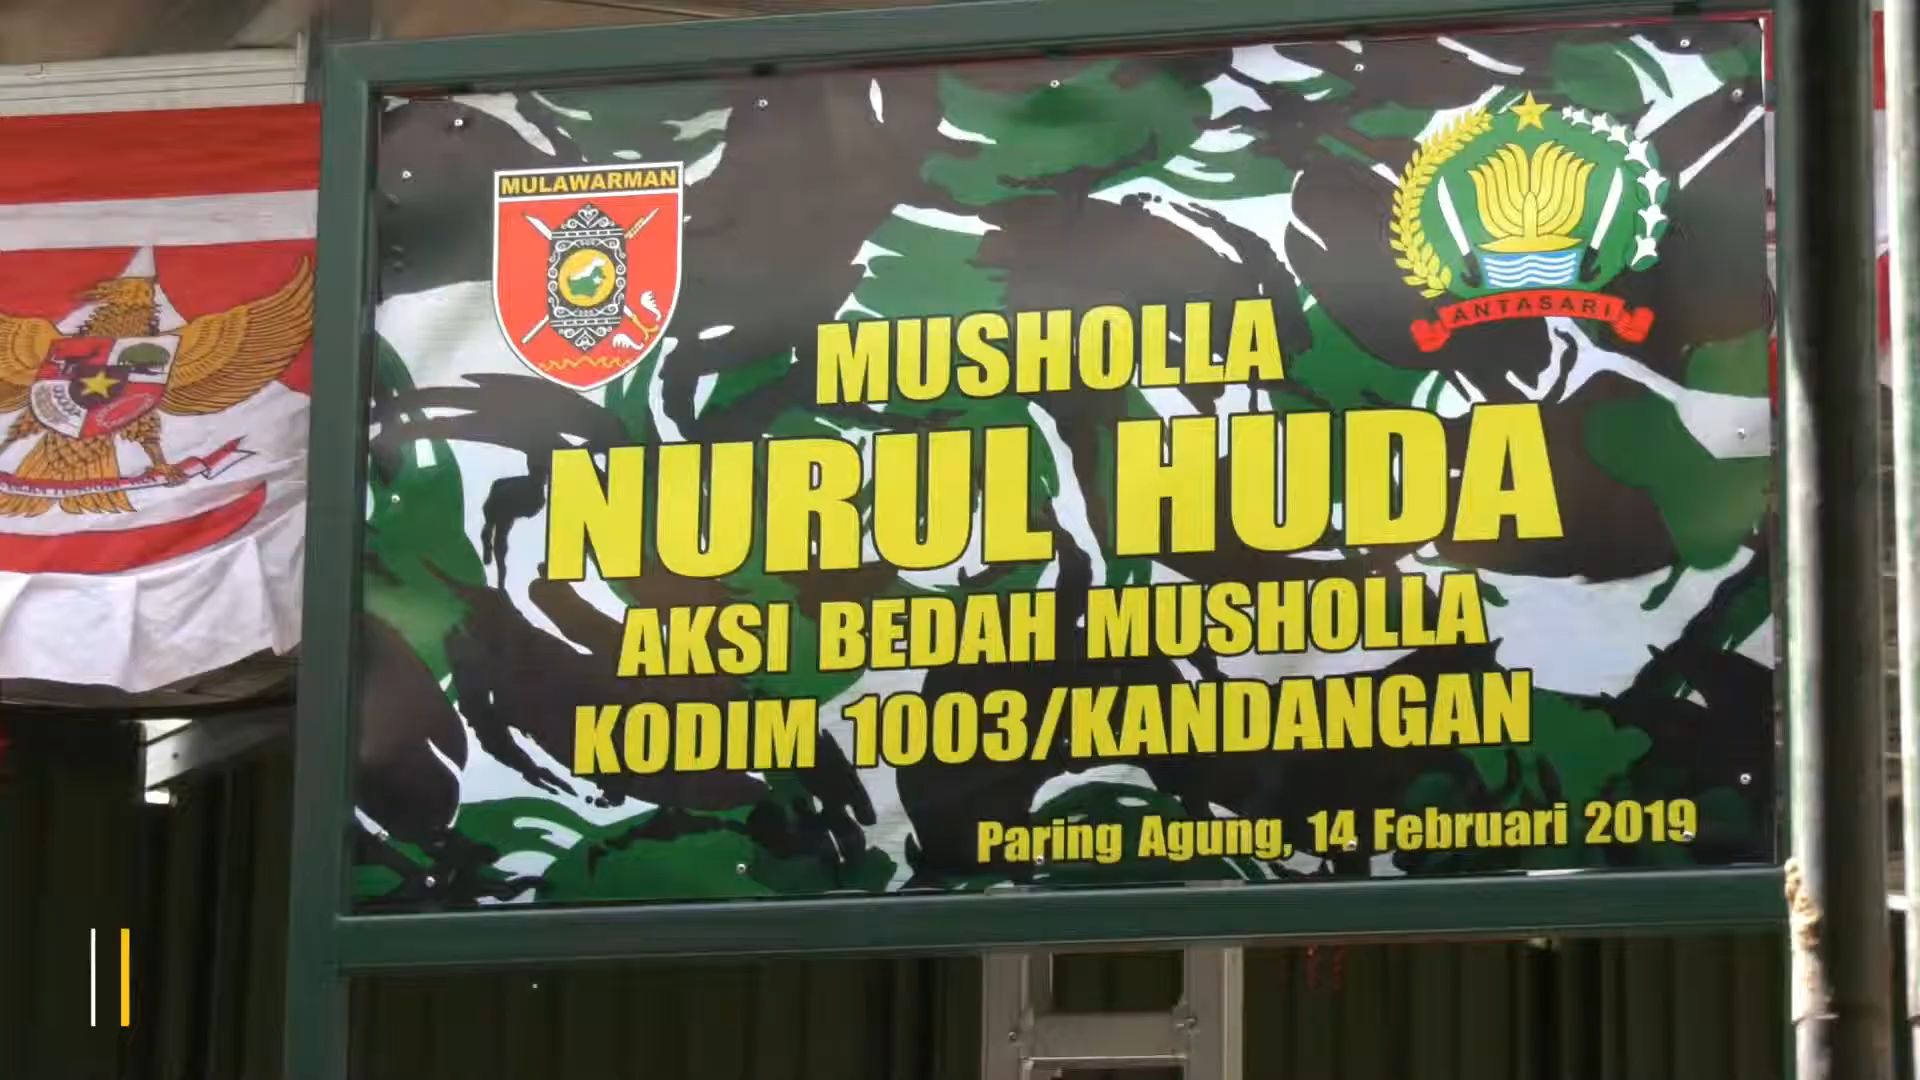 MULAWARMAN
ANTASARI
MUSHOLLA
NURUL HUDA
AKSI BEDAH MUSHOLLA
KODIM 1003/KANDANGAN
Paring Agung, 14 Februari 2019